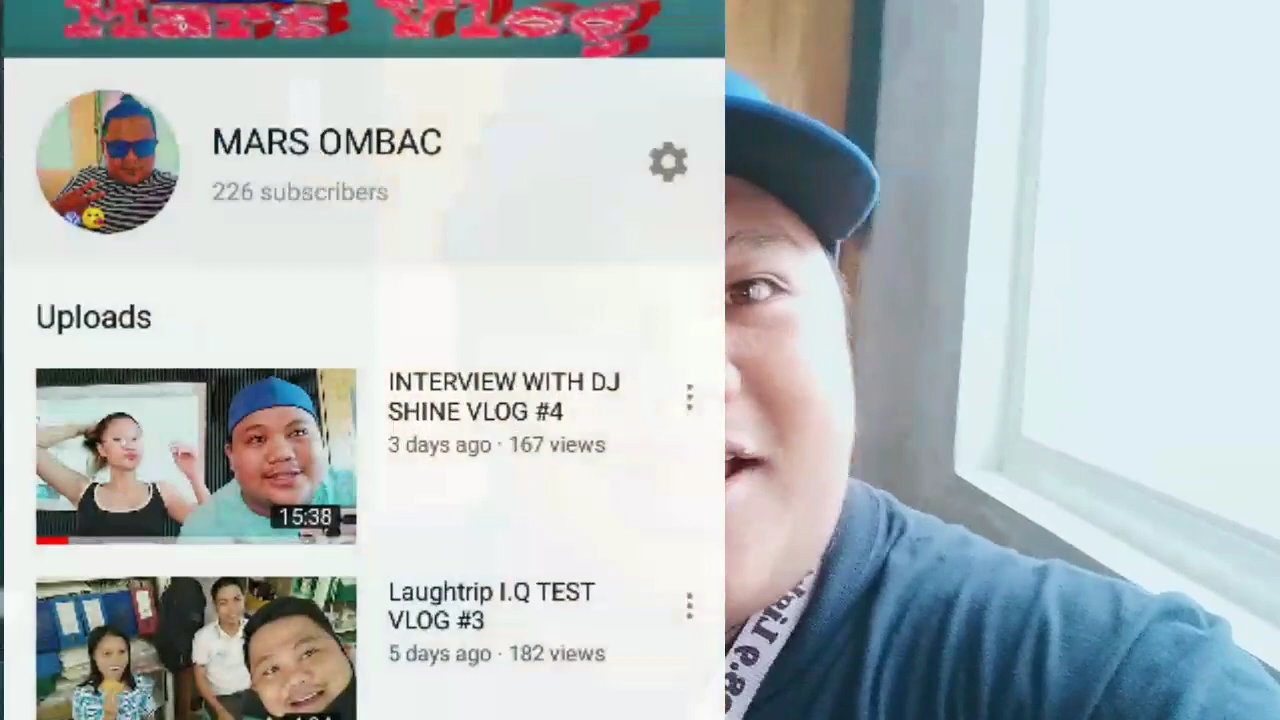 Mars Vlog
MARS OMBAC
226 subscribers
Uploads
INTERVIEW WITH DJ
SHINE VLOG #4
3 days ago · 167 views
15:38
Laughtrip I.Q TEST
VLOG #3
5 days ago · 182 views